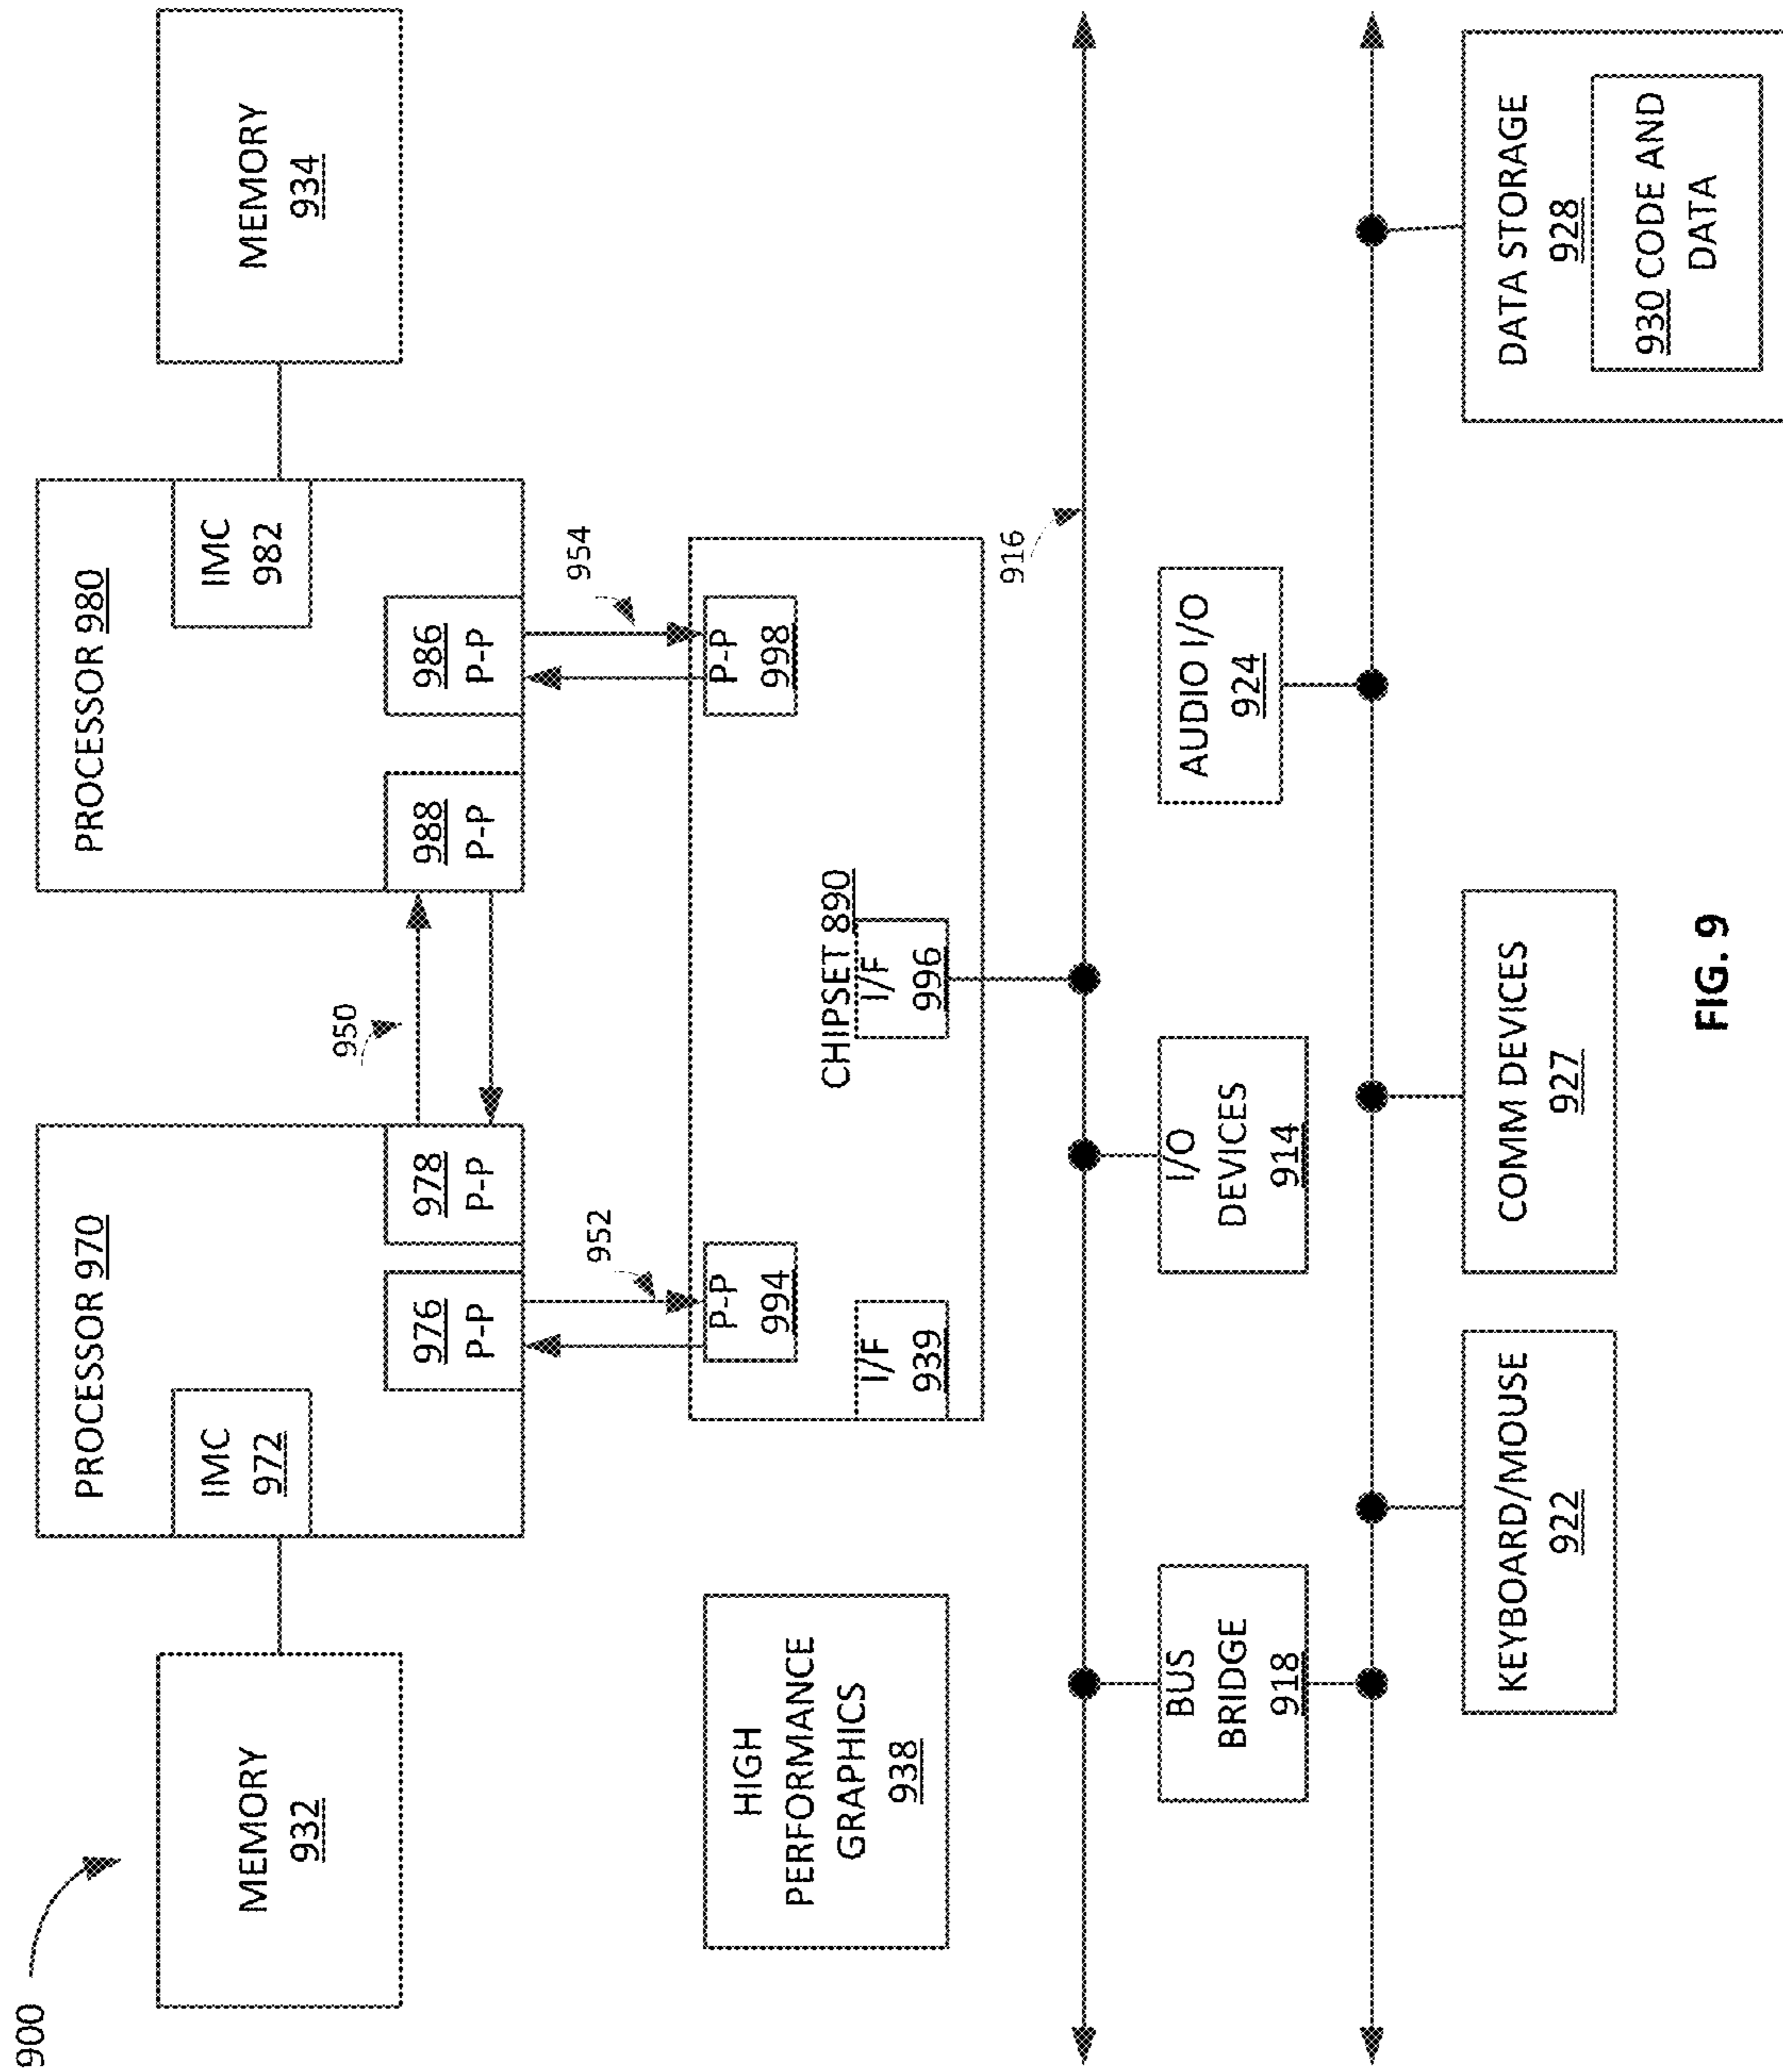 900
MEMORY
932
PROCESSOR 970
IMC
972
976
P-P
978
P-P
950
PROCESSOR 980
IMC
982
988
P-P
986
P-P
MEMORY
934
952
954
HIGH
PERFORMANCE
GRAPHICS
938
P-P
994
P-P
998
CHIPSET 890
I/F
939
I/F
996
916
BUS
BRIDGE
918
I/O
DEVICES
914
AUDIO I/O
924
KEYBOARD/MOUSE
922
COMM DEVICES
927
DATA STORAGE
928
930 CODE AND
DATA
FIG. 9